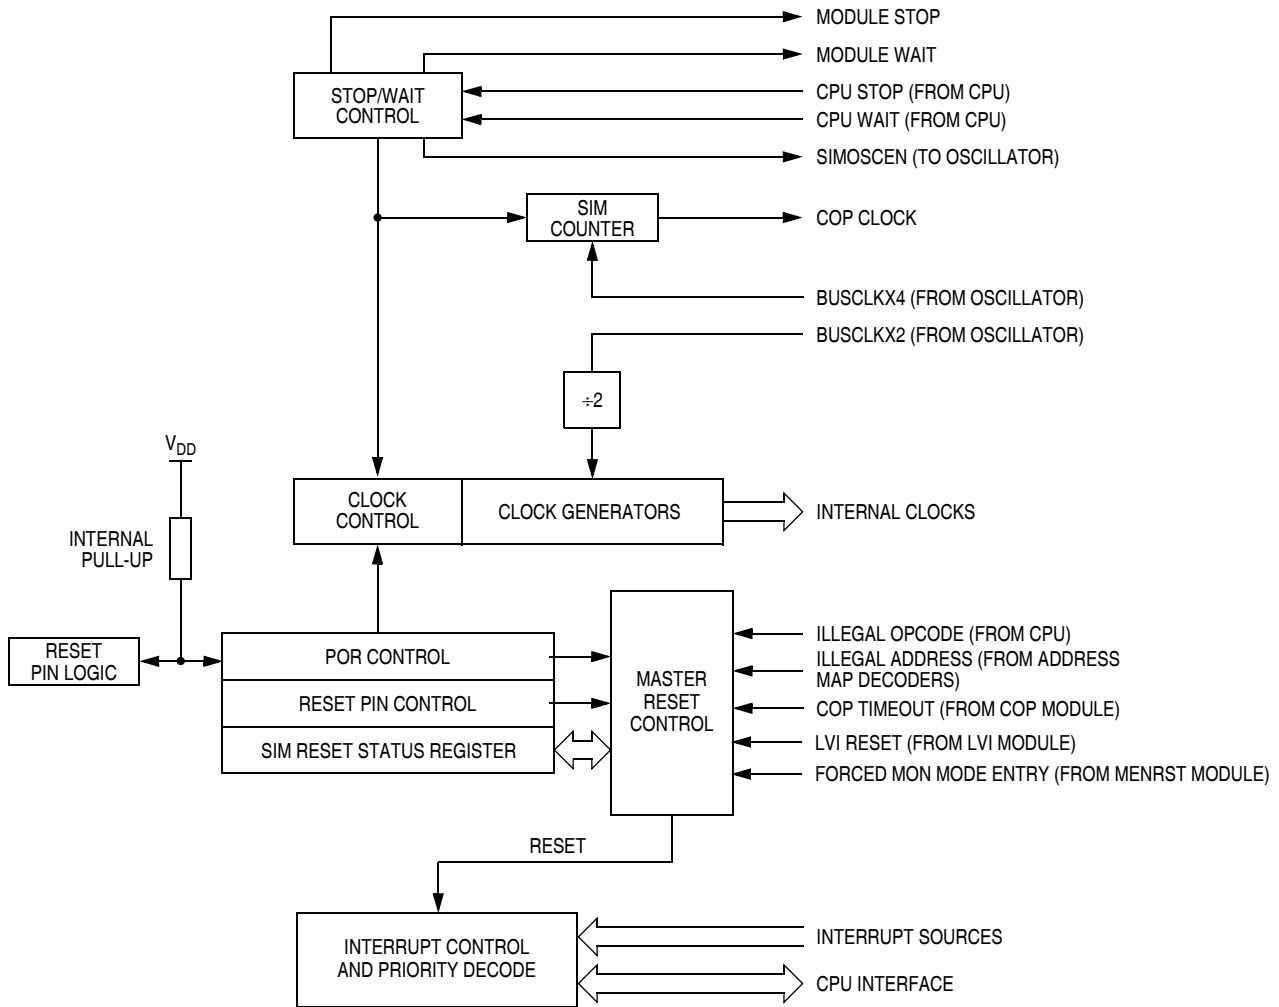 MODULE STOP
MODULE WAIT
STOP/WAIT
CONTROL
CPU STOP (FROM CPU)
CPU WAIT (FROM CPU)
SIMOSCEN (TO OSCILLATOR)
SIM
COUNTER
COP CLOCK
BUSCLKX4 (FROM OSCILLATOR)
BUSCLKX2 (FROM OSCILLATOR)
÷2
VDD
INTERNAL
PULL-UP
CLOCK
CONTROL
CLOCK GENERATORS
INTERNAL CLOCKS
RESET
PIN LOGIC
POR CONTROL
RESET PIN CONTROL
SIM RESET STATUS REGISTER
MASTER
RESET
CONTROL
ILLEGAL OPCODE (FROM CPU)
ILLEGAL ADDRESS (FROM ADDRESS
MAP DECODERS)
COP TIMEOUT (FROM COP MODULE)
LVI RESET (FROM LVI MODULE)
FORCED MON MODE ENTRY (FROM MENRST MODULE)
RESET
INTERRUPT CONTROL
AND PRIORITY DECODE
INTERRUPT SOURCES
CPU INTERFACE